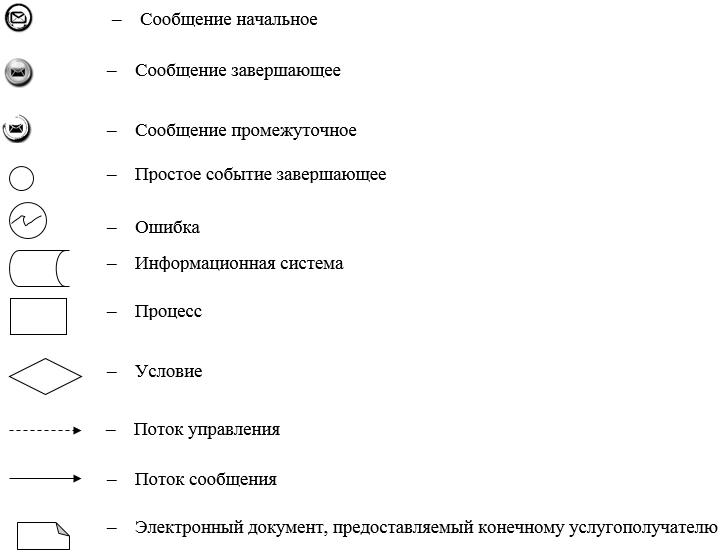 – Сообщение начальное
– Сообщение завершающее
– Сообщение промежуточное
– Простое событие завершающее
– Ошибка
– Информационная система
– Процесс
– Условие
– Поток управления
– Поток сообщения
– Электронный документ, предоставляемый конечному услугополучателю